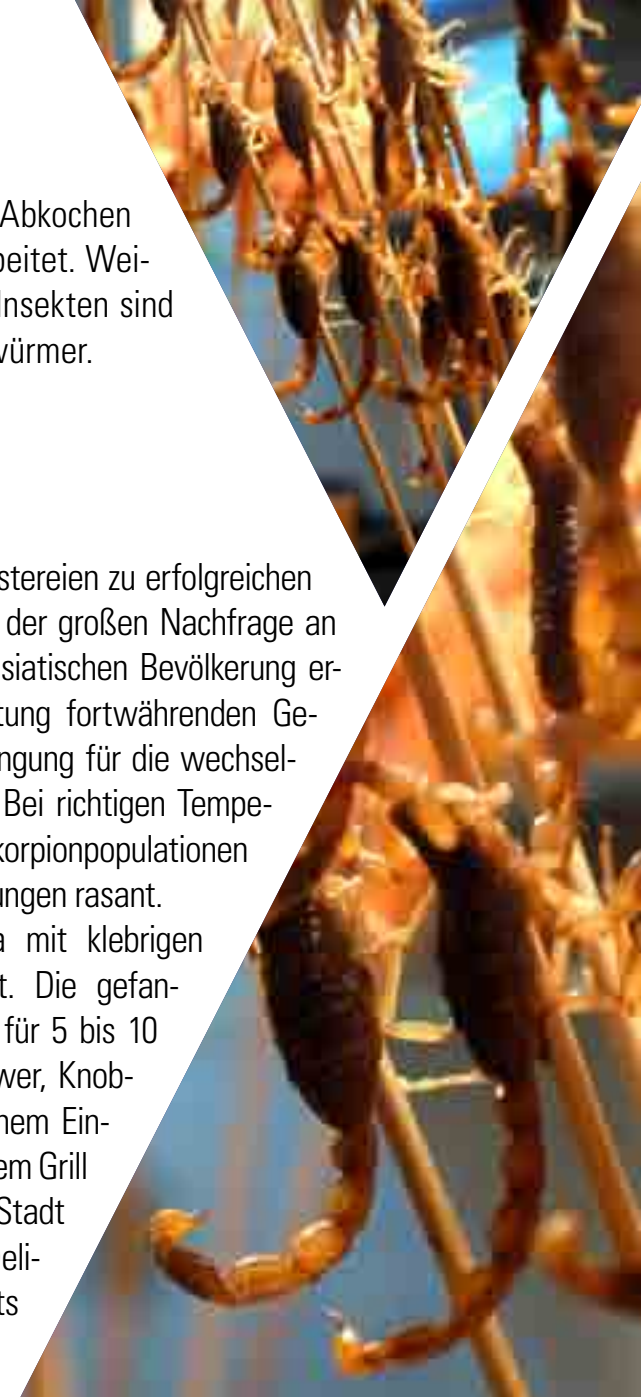 Abkochen
beitet. Wei-
Insekten sind
würmer.
stereien zu erfolgreichen
der großen Nachfrage an
siatischen Bevölkerung er-
tung fortwährenden Ge-
ngung für die wechsel-
Bei richtigen Tempe-
korpionpopulationen
ungen rasant.
a mit klebrigen
t. Die gefan-
für 5 bis 10
wer, Knob-
nem Ein-
em Grill
Stadt
eli-
ts